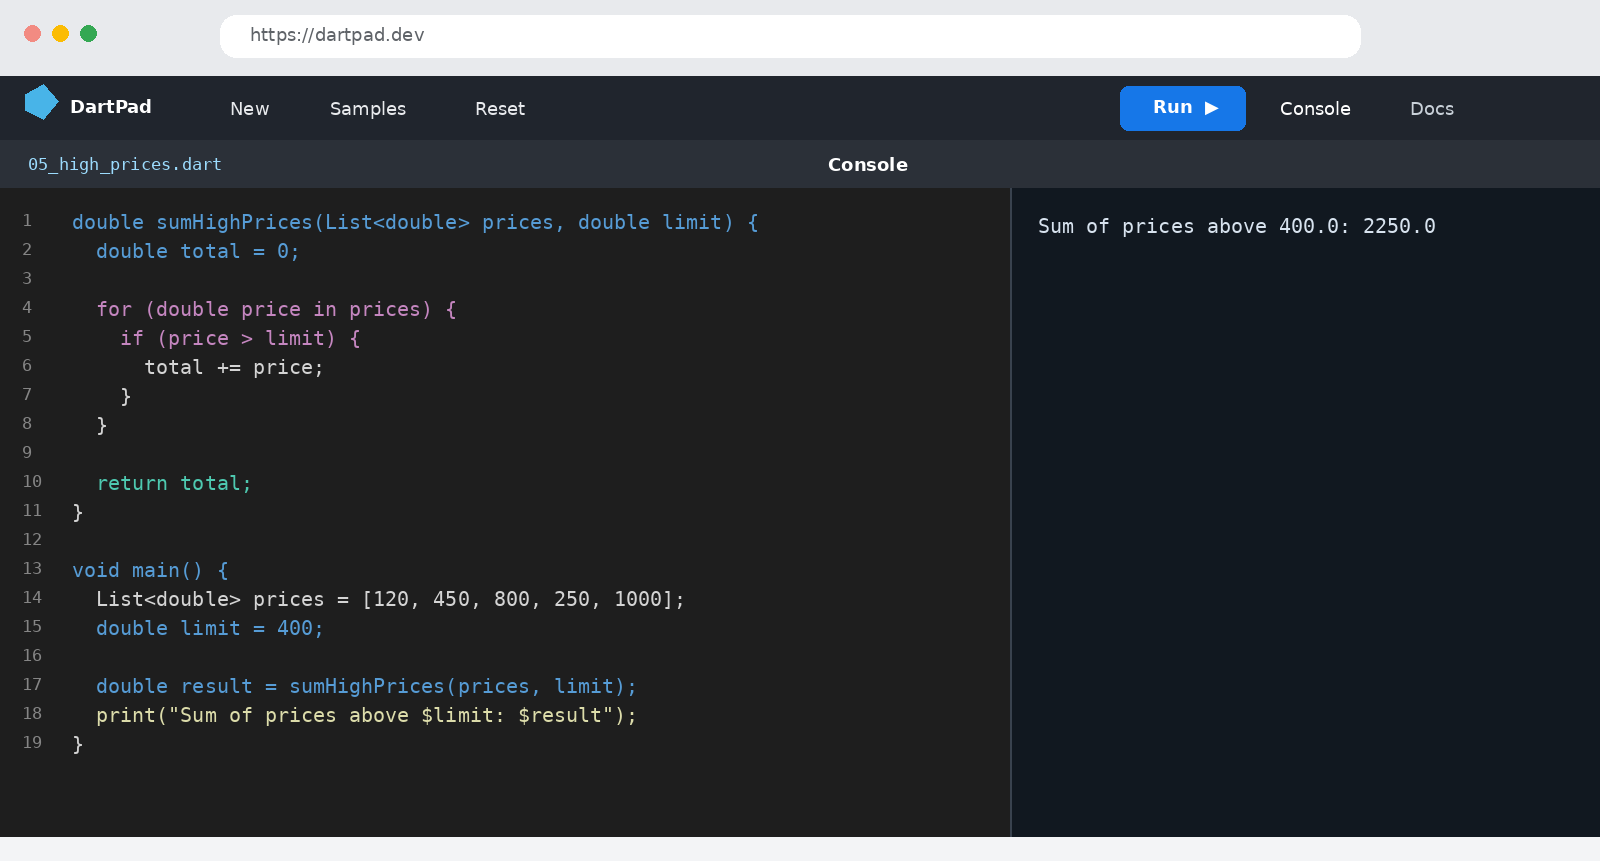 https://dartpad.dev
DartPad New Samples Reset Run ▶ Console Docs
05_high_prices.dart
Console
1 double sumHighPrices(List<double> prices, double limit) {
2   double total = 0;
3
4   for (double price in prices) {
5     if (price > limit) {
6       total += price;
7     }
8   }
9
10   return total;
11 }
12
13 void main() {
14   List<double> prices = [120, 450, 800, 250, 1000];
15   double limit = 400;
16
17   double result = sumHighPrices(prices, limit);
18   print("Sum of prices above $limit: $result");
19 }
Sum of prices above 400.0: 2250.0